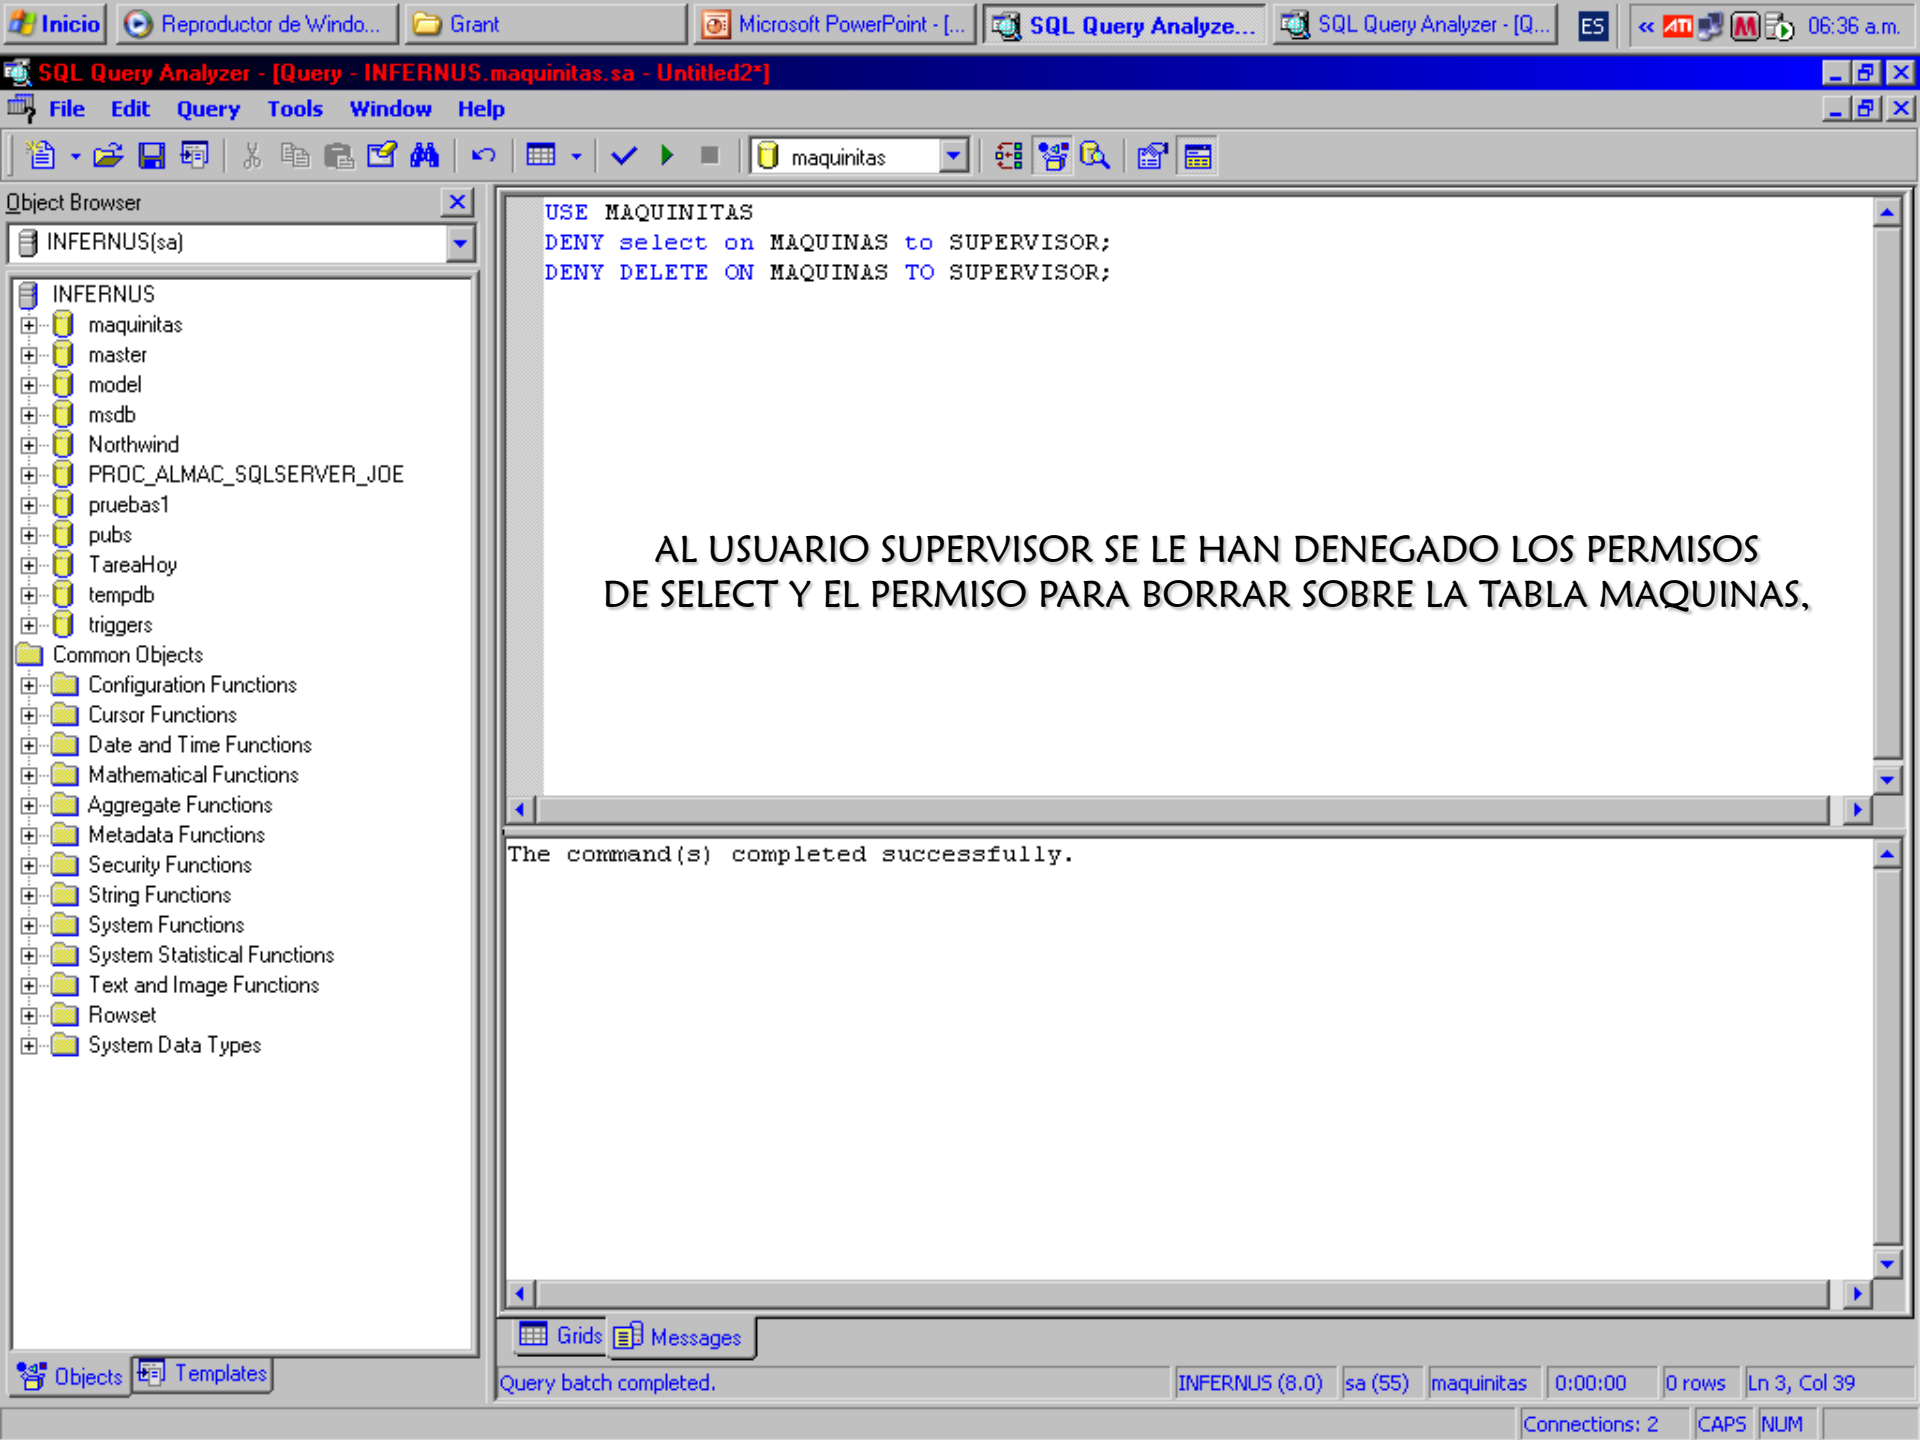 Inicio
Reproductor de Windo...
Grant
Microsoft PowerPoint - [...
SQL Query Analyze...
SQL Query Analyzer - [Q...
ES
«
ATI
M
06:36 a.m.
SQL Query Analyzer - [Query - INFERNUS.maquinitas.sa - Untitled2*]
File Edit Query Tools Window Help
maquinitas
Object Browser
INFERNUS(sa)
INFERNUS
maquinitas
master
model
msdb
Northwind
PROC_ALMAC_SQLSERVER_JOE
pruebas1
pubs
TareaHoy
tempdb
triggers
Common Objects
Configuration Functions
Cursor Functions
Date and Time Functions
Mathematical Functions
Aggregate Functions
Metadata Functions
Security Functions
String Functions
System Functions
System Statistical Functions
Text and Image Functions
Rowset
System Data Types
Objects
Templates
USE MAQUINITAS
DENY select on MAQUINAS to SUPERVISOR;
DENY DELETE ON MAQUINAS TO SUPERVISOR;
AL USUARIO SUPERVISOR SE LE HAN DENEGADO LOS PERMISOS
DE SELECT Y EL PERMISO PARA BORRAR SOBRE LA TABLA MAQUINAS,
The command(s) completed successfully.
Grids
Messages
Query batch completed.
INFERNUS (8.0)
sa (55)
maquinitas
0:00:00
0 rows
Ln 3, Col 39
Connections: 2
CAPS
NUM